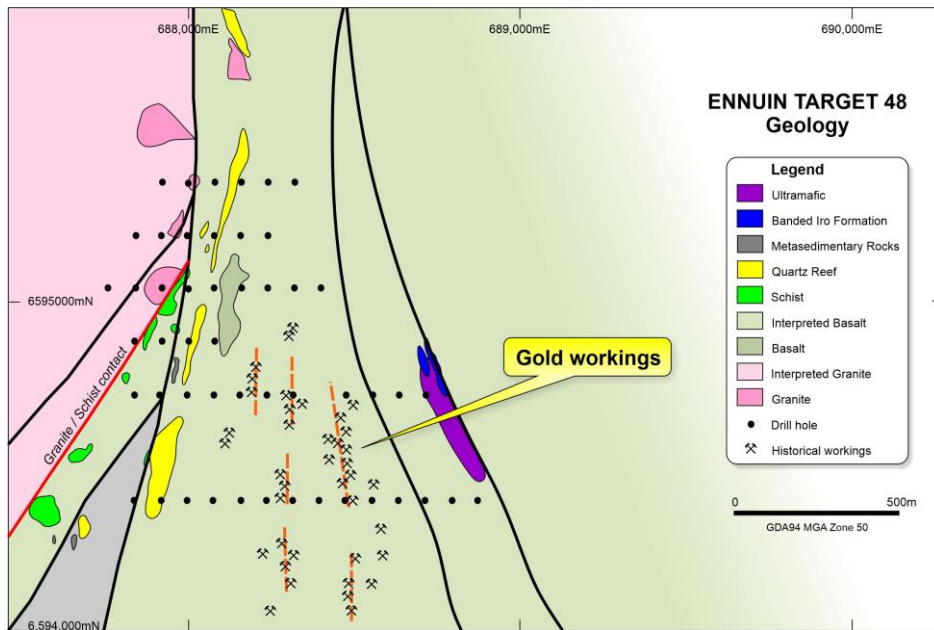 688,000mE
689,000mE
690,000mE
ENNUIN TARGET 48
Geology
Legend
Ultramafic
Banded Iro Formation
Metasedimentary Rocks
Quartz Reef
Schist
Interpreted Basalt
Basalt
Interpreted Granite
Granite
Drill hole
Historical workings
0
500m
GDA94 MGA Zone 50
6595000mN
Gold workings
Granite / Schist contact
6,594,000mN